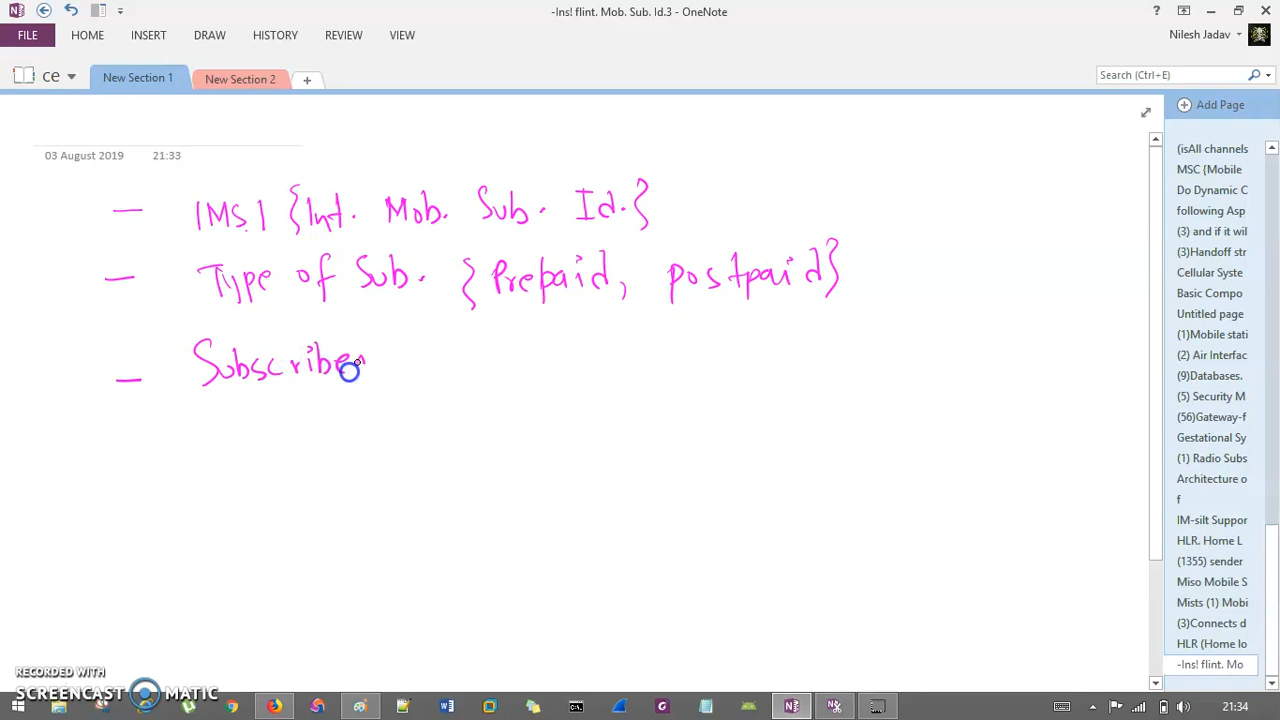 -Ins! flint. Mob. Sub. Id.3 - OneNote
FILE HOME INSERT DRAW HISTORY REVIEW VIEW
Nilesh Jadav
ce New Section 1 New Section 2 +
Search (Ctrl+E)
Add Page
03 August 2019 21:33
- IMSI {Int. Mob. Sub. Id.}
- Type of Sub. {Prepaid, postpaid}
- Subscriber
(isAll channels
MSC (Mobile
Do Dynamic C
following Asp
(3) and if it wil
(3)Handoff str
Cellular Syste
Basic Compo
Untitled page
(1)Mobile stati
(2) Air Interfac
(9)Databases.
(5) Security M
(56)Gateway-f
Gestational Sy
(1) Radio Subs
Architecture o
f
IM-silt Suppor
HLR. Home L
(1355) sender
Miso Mobile S
Mists (1) Mobi
(3)Connects d
HLR (Home lo
-Ins! flint. Mo
RECORDED WITH
SCREENCAST MATIC
21:34